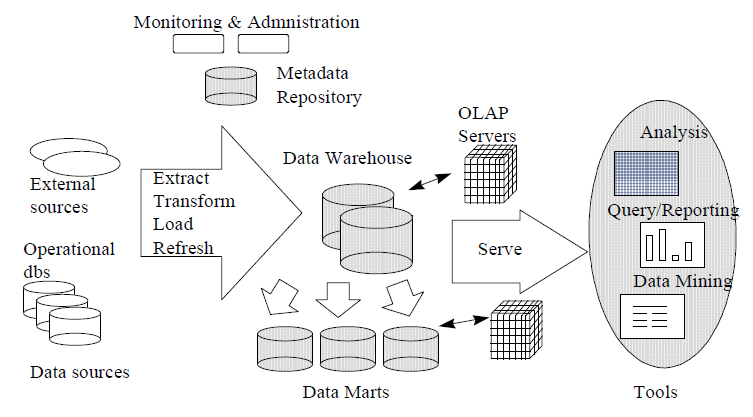 Monitoring & Admnistration
Metadata
Repository
OLAP
Servers
Analysis
Data Warehouse
External
sources
Extract
Transform
Load
Refresh
Query/Reporting
Operational
dbs
Serve
Data Mining
Data sources
Data Marts
Tools